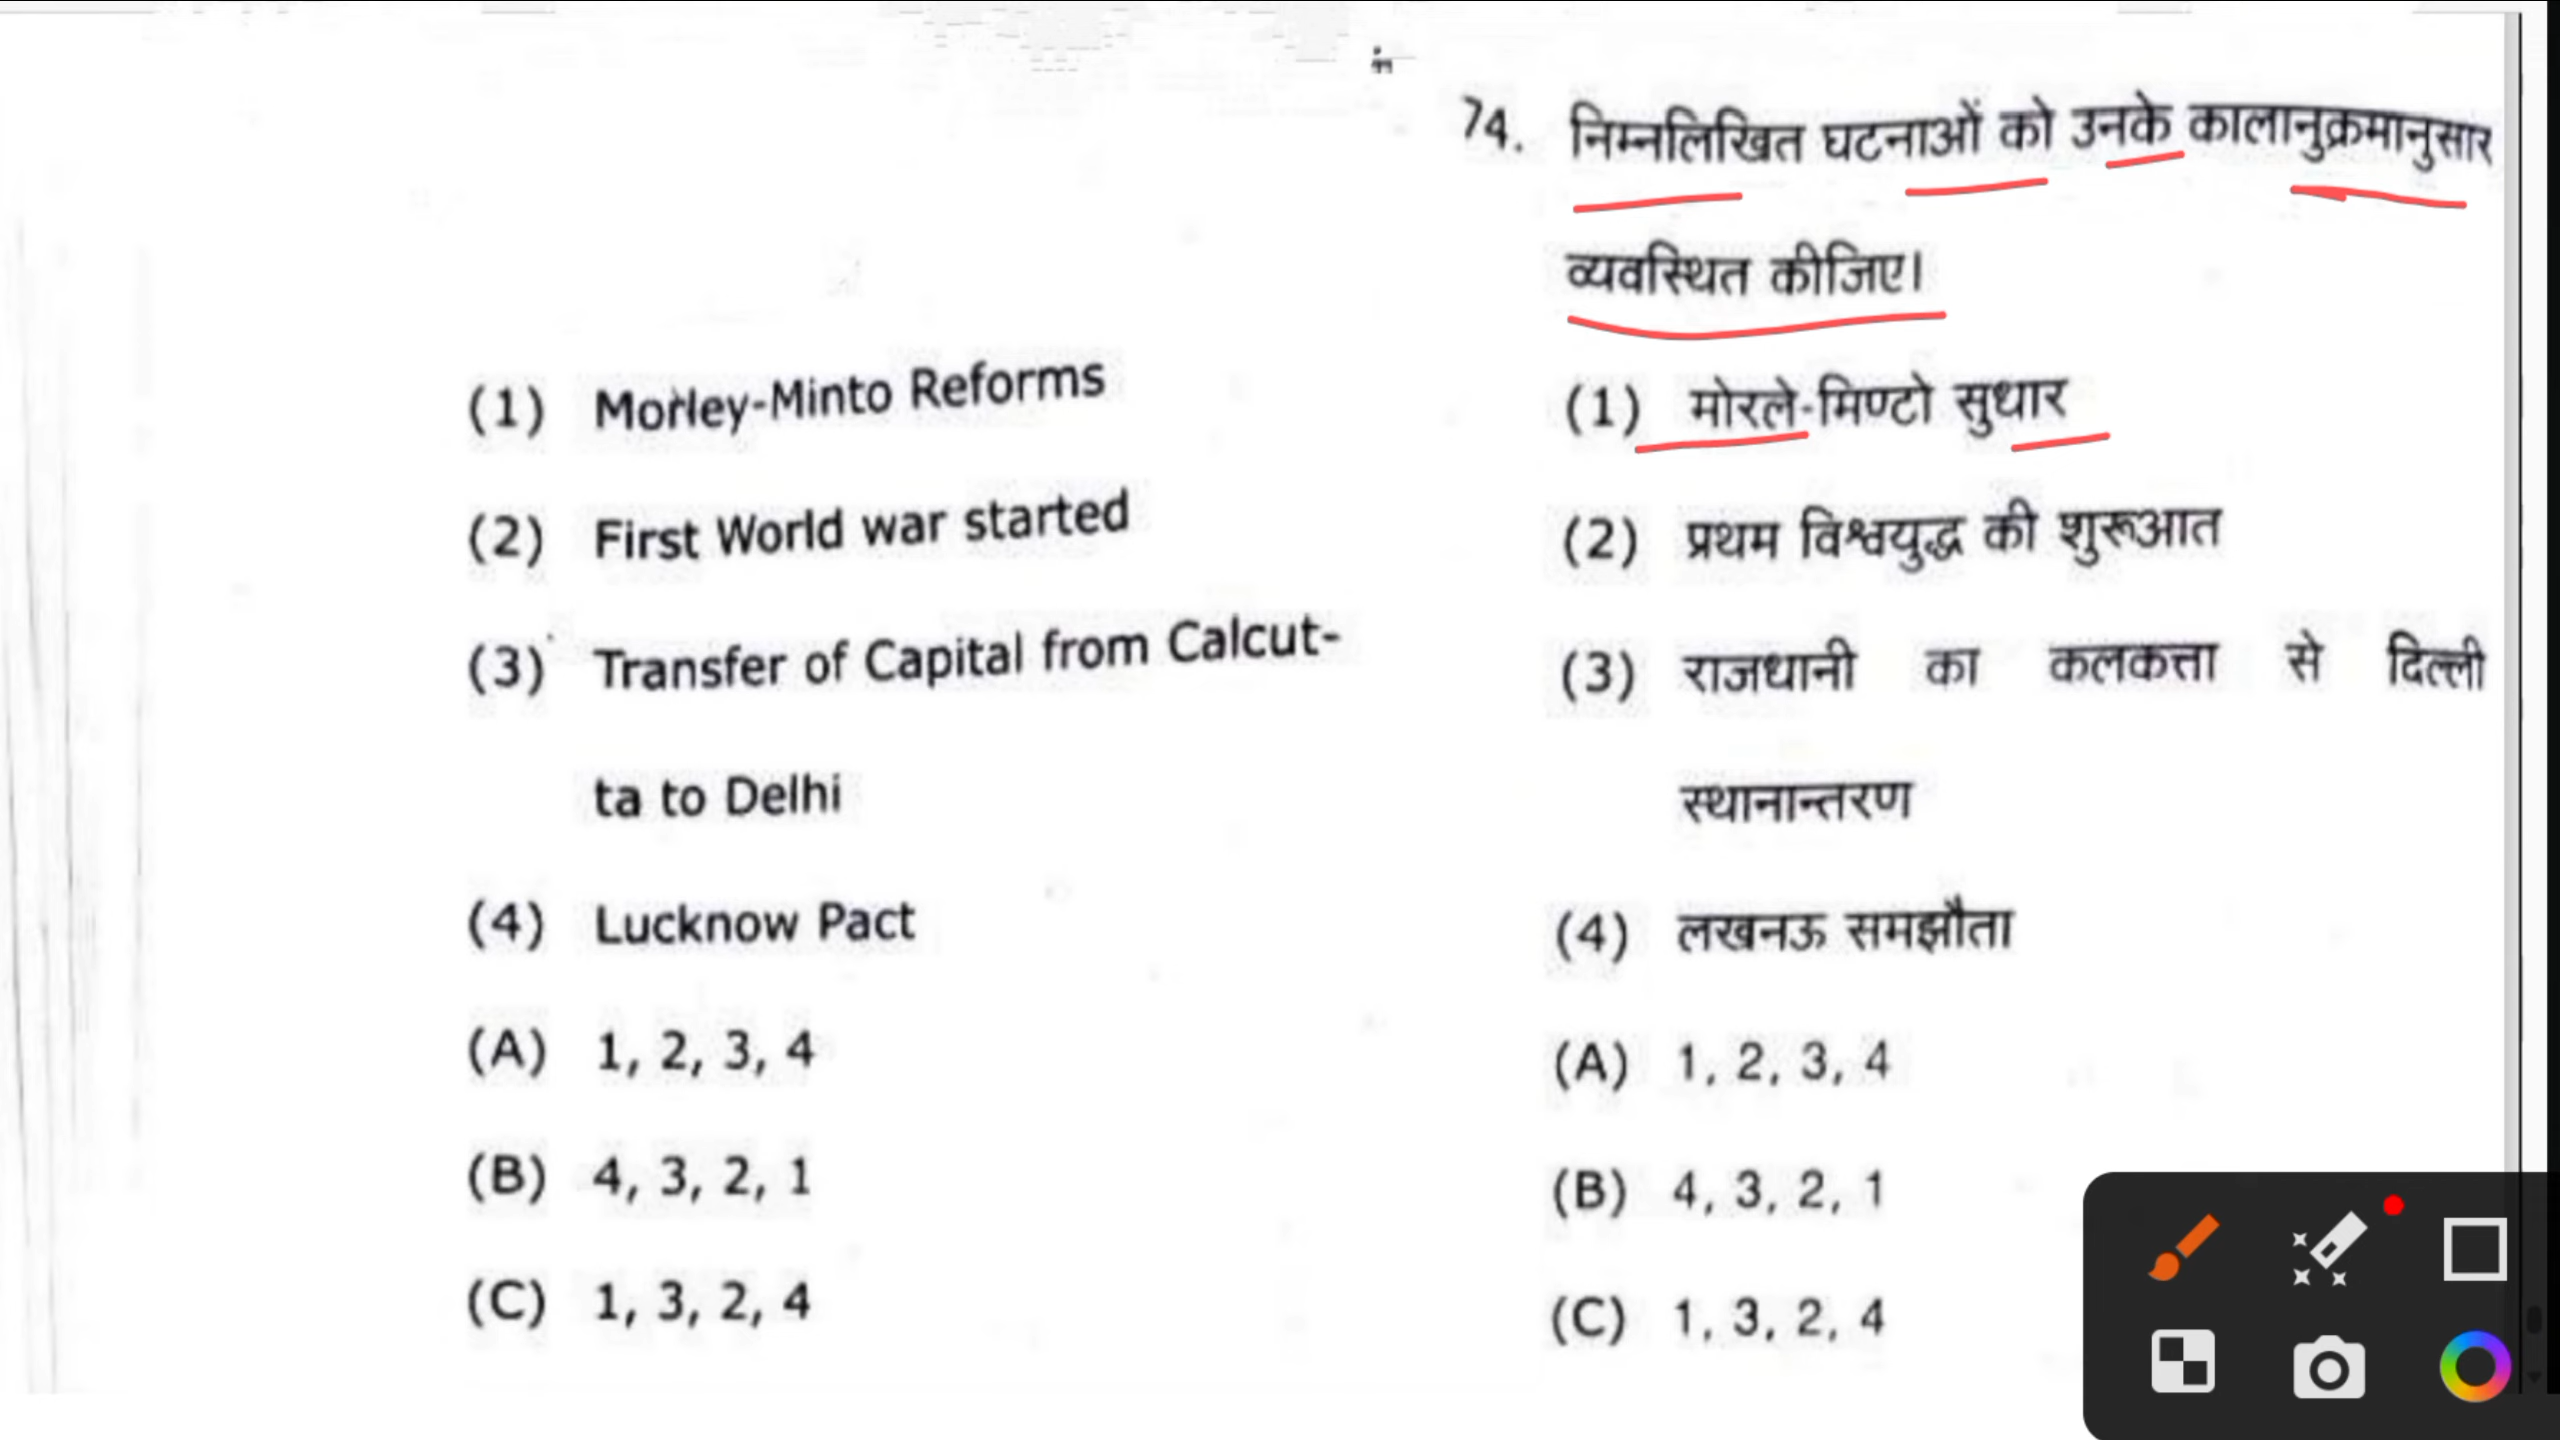 (1) Morley-Minto Reforms
(2) First World war started
(3) Transfer of Capital from Calcut-
ta to Delhi
(4) Lucknow Pact
(A) 1, 2, 3, 4
(B) 4, 3, 2, 1
(C) 1, 3, 2, 4
74. निम्नलिखित घटनाओं को उनके कालानुक्रमानुसार
व्यवस्थित कीजिए।
(1) मोरले-मिण्टो सुधार
(2) प्रथम विश्वयुद्ध की शुरूआत
(3) राजधानी का कलकत्ता से दिल्ली
स्थानान्तरण
(4) लखनऊ समझौता
(A) 1, 2, 3, 4
(B) 4, 3, 2, 1
(C) 1, 3, 2, 4